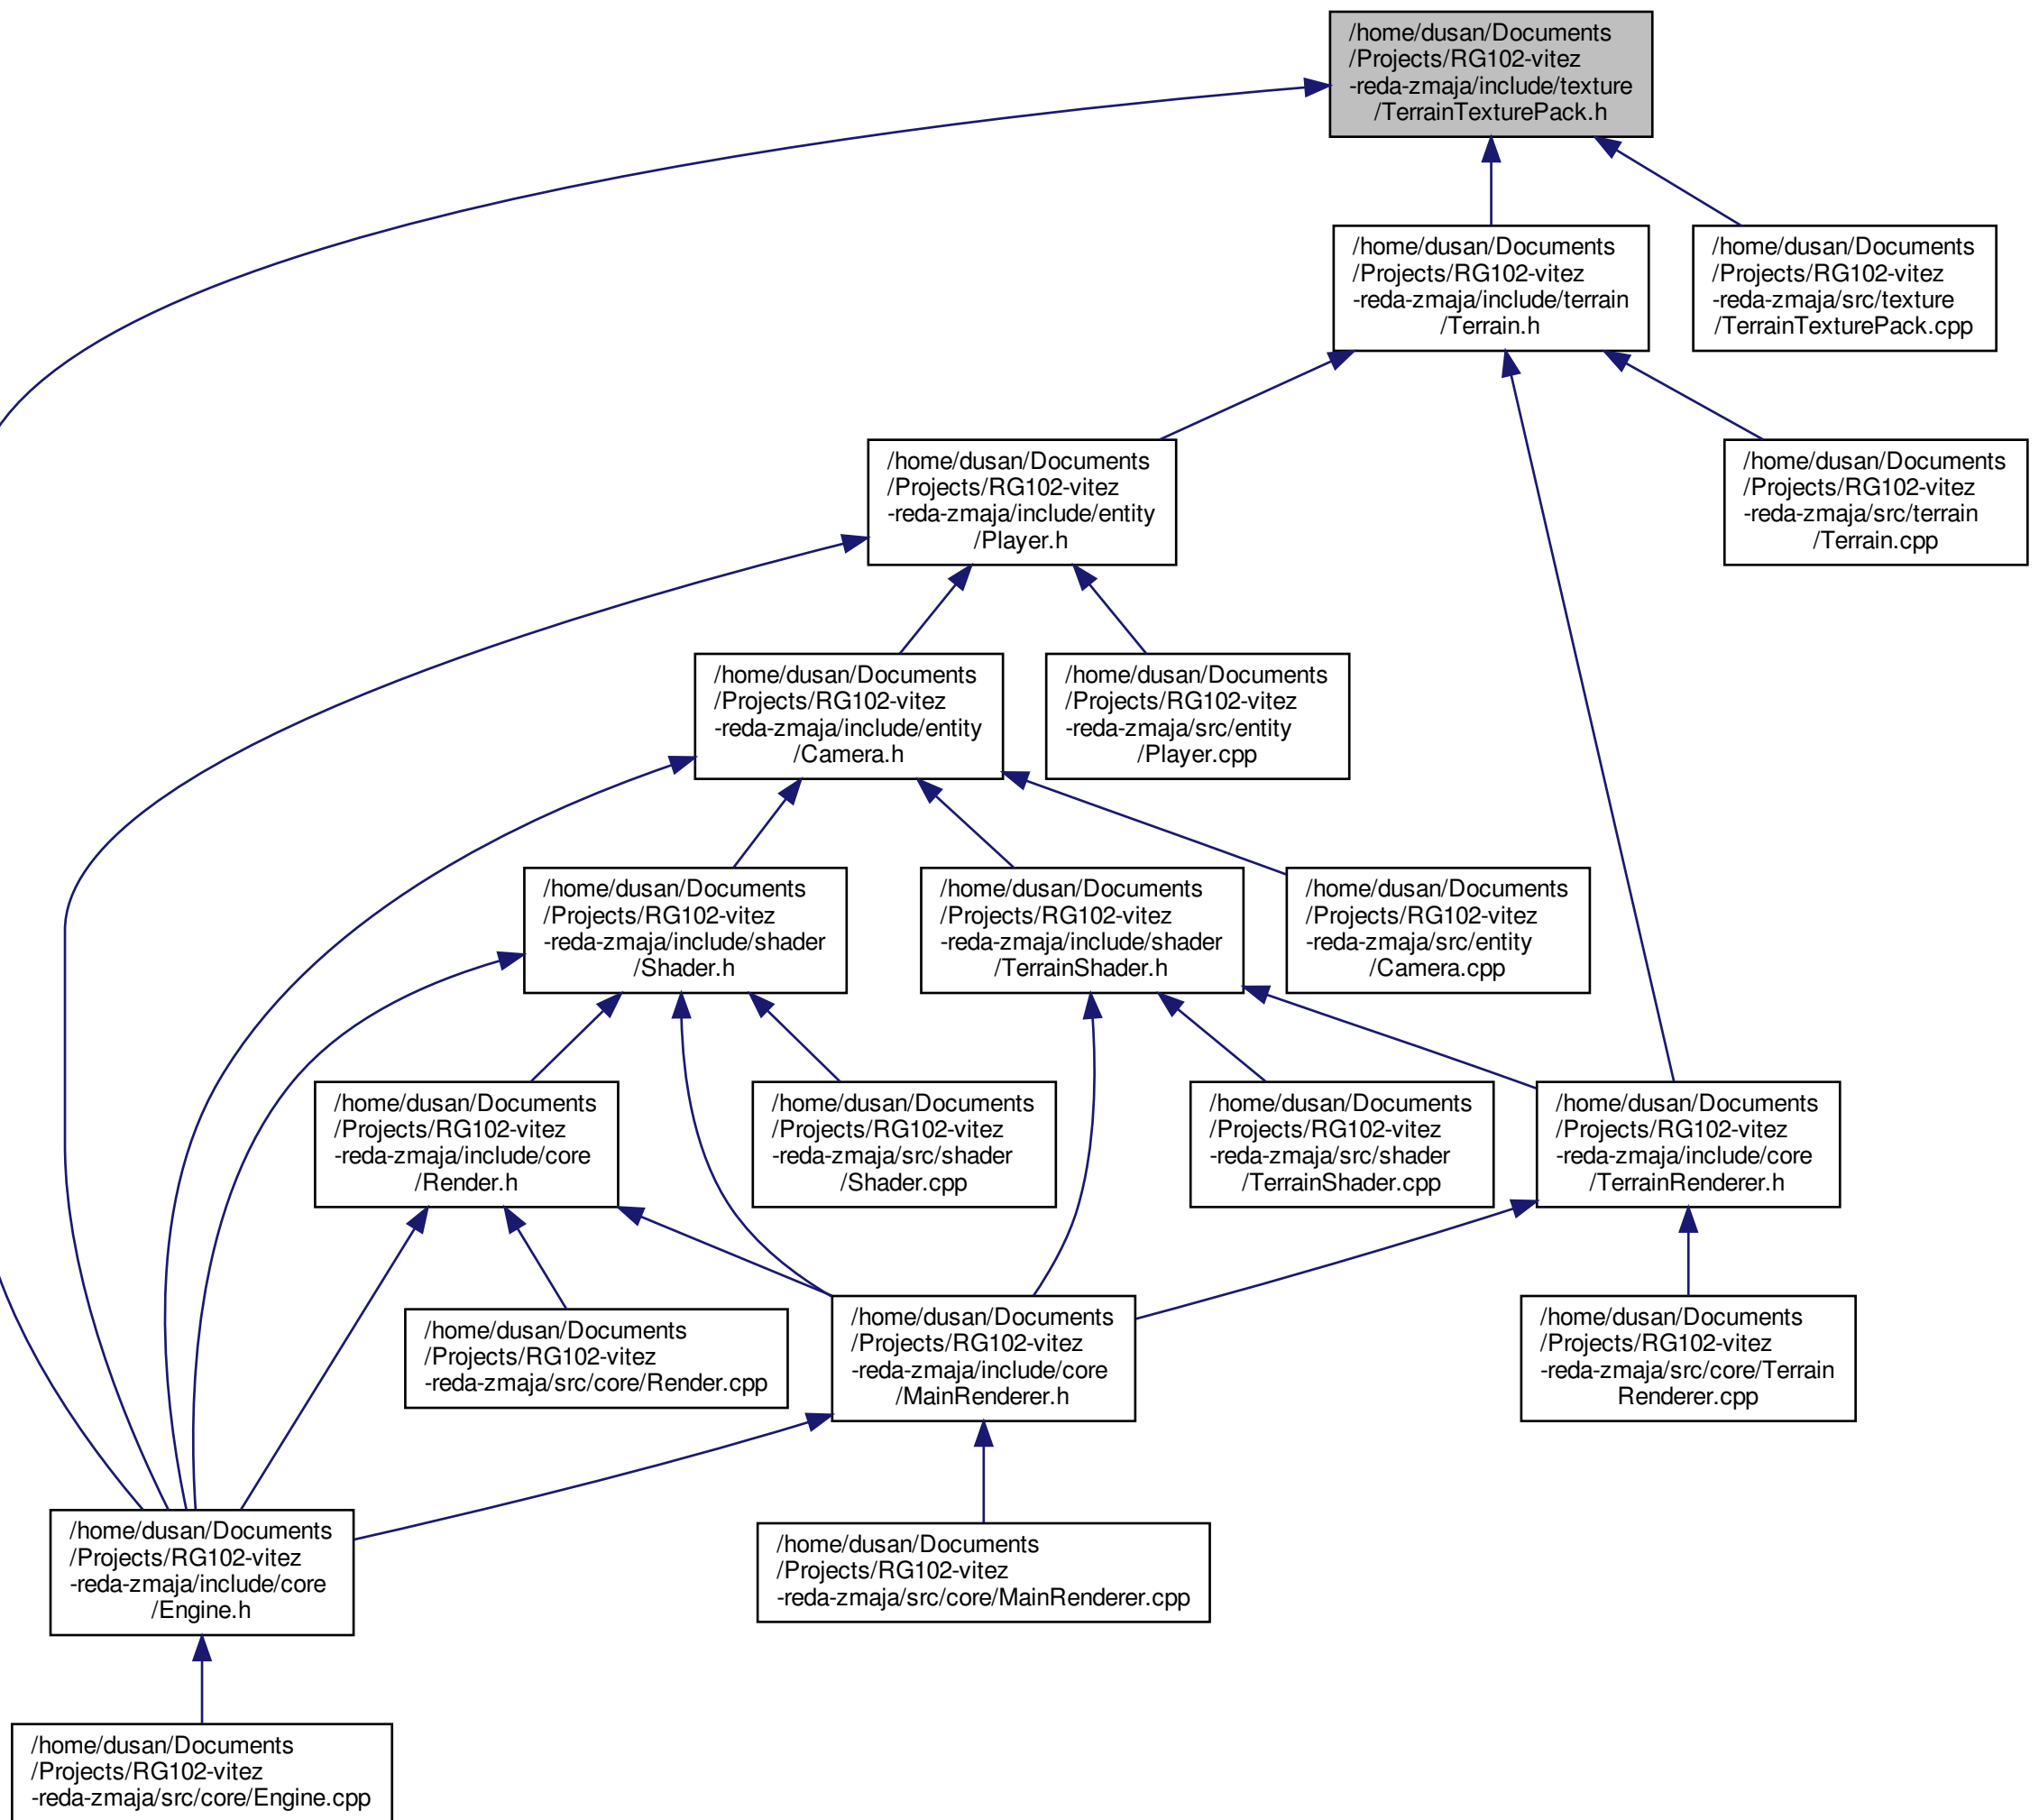 /home/dusan/Documents
/Projects/RG102-vitez
-reda-zmaja/include/texture
/TerrainTexturePack.h
/home/dusan/Documents
/Projects/RG102-vitez
-reda-zmaja/include/terrain
/Terrain.h
/home/dusan/Documents
/Projects/RG102-vitez
-reda-zmaja/src/texture
/TerrainTexturePack.cpp
/home/dusan/Documents
/Projects/RG102-vitez
-reda-zmaja/include/entity
/Player.h
/home/dusan/Documents
/Projects/RG102-vitez
-reda-zmaja/src/terrain
/Terrain.cpp
/home/dusan/Documents
/Projects/RG102-vitez
-reda-zmaja/include/entity
/Camera.h
/home/dusan/Documents
/Projects/RG102-vitez
-reda-zmaja/src/entity
/Player.cpp
/home/dusan/Documents
/Projects/RG102-vitez
-reda-zmaja/include/shader
/Shader.h
/home/dusan/Documents
/Projects/RG102-vitez
-reda-zmaja/include/shader
/TerrainShader.h
/home/dusan/Documents
/Projects/RG102-vitez
-reda-zmaja/src/entity
/Camera.cpp
/home/dusan/Documents
/Projects/RG102-vitez
-reda-zmaja/include/core
/Render.h
/home/dusan/Documents
/Projects/RG102-vitez
-reda-zmaja/src/shader
/Shader.cpp
/home/dusan/Documents
/Projects/RG102-vitez
-reda-zmaja/src/shader
/TerrainShader.cpp
/home/dusan/Documents
/Projects/RG102-vitez
-reda-zmaja/include/core
/TerrainRenderer.h
/home/dusan/Documents
/Projects/RG102-vitez
-reda-zmaja/src/core/Render.cpp
/home/dusan/Documents
/Projects/RG102-vitez
-reda-zmaja/include/core
/MainRenderer.h
/home/dusan/Documents
/Projects/RG102-vitez
-reda-zmaja/src/core/Terrain
Renderer.cpp
/home/dusan/Documents
/Projects/RG102-vitez
-reda-zmaja/include/core
/Engine.h
/home/dusan/Documents
/Projects/RG102-vitez
-reda-zmaja/src/core/MainRenderer.cpp
/home/dusan/Documents
/Projects/RG102-vitez
-reda-zmaja/src/core/Engine.cpp